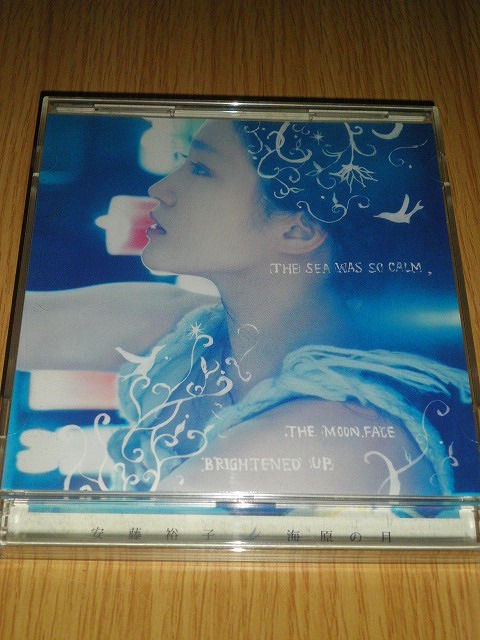 THE SEA WAS SO CALM,
THE MOON FACE
BRIGHTENED UP
安藤裕子 海原の月